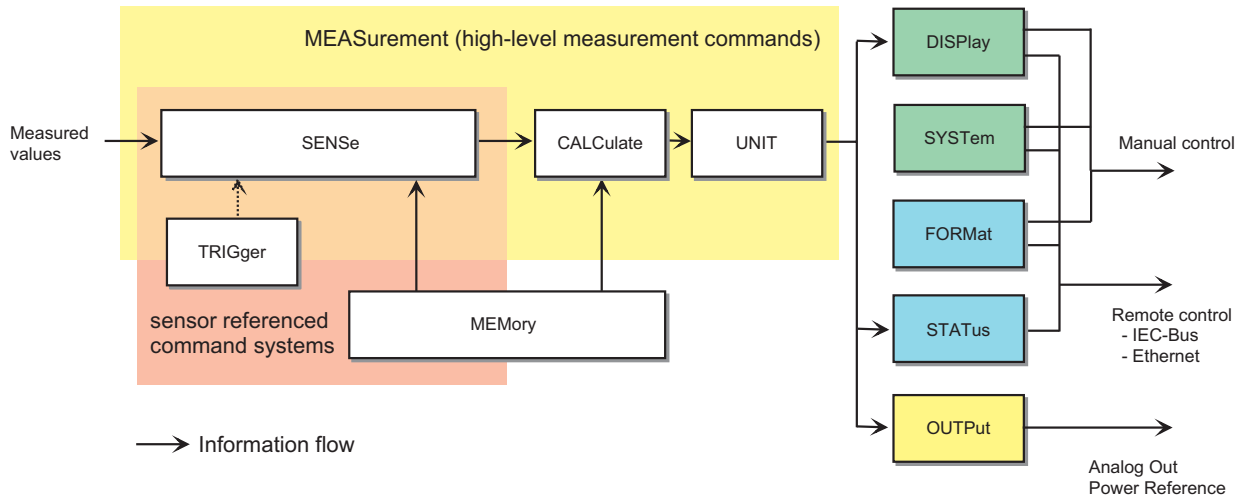 MEASurement (high-level measurement commands)
Measured
values
SENSe
CALCulate
UNIT
TRIGger
MEMory
sensor referenced
command systems
Information flow
DISPlay
SYSTem
FORMat
STATus
OUTPut
Manual control
Remote control
- IEC-Bus
- Ethernet
Analog Out
Power Reference